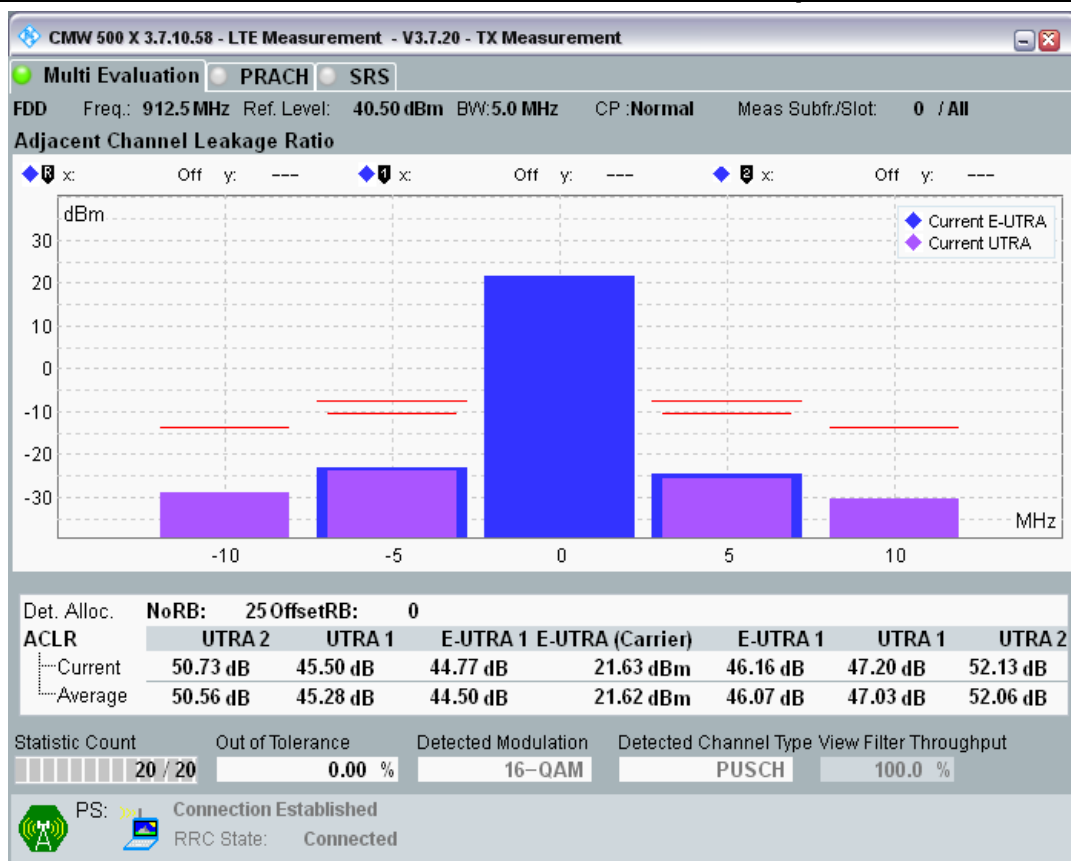 CMW 500 X 3.7.10.58 - LTE Measurement - V3.7.20 - TX Measurement
Multi Evaluation PRACH SRS
FDD Freq.: 912.5 MHz Ref. Level: 40.50 dBm BW:5.0 MHz CP :Normal Meas Subfr./Slot: 0 / All
Adjacent Channel Leakage Ratio
R x: Off y: --- 1 x: Off y: --- 2 x: Off y: ---
dBm
Current E-UTRA
Current UTRA
30
20
10
0
-10
-20
-30
MHz
-10 -5 0 5 10
Det. Alloc. NoRB: 25 OffsetRB: 0
ACLR UTRA 2 UTRA 1 E-UTRA 1 E-UTRA (Carrier) E-UTRA 1 UTRA 1 UTRA 2
Current 50.73 dB 45.50 dB 44.77 dB 21.63 dBm 46.16 dB 47.20 dB 52.13 dB
Average 50.56 dB 45.28 dB 44.50 dB 21.62 dBm 46.07 dB 47.03 dB 52.06 dB
Statistic Count Out of Tolerance Detected Modulation Detected Channel Type View Filter Throughput
20 / 20 0.00 % 16-QAM PUSCH 100.0 %
PS: Connection Established
RRC State: Connected